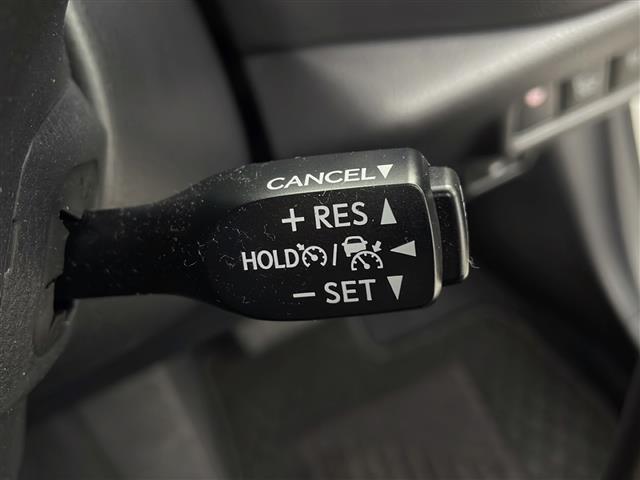 CANCEL▼
+ RES ▲
HOLD / ◀
− SET ▼